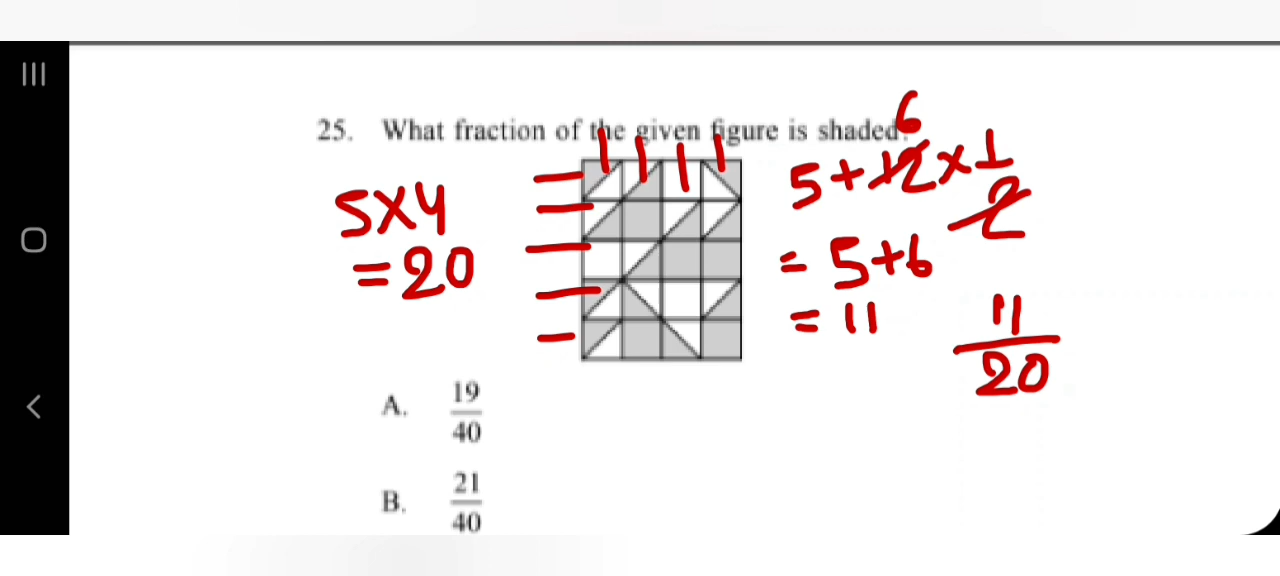 25. What fraction of the given figure is shaded?
6
5+12×1/2
5×4
=20
= 5+6
= 11
11/20
A. 19/40
B. 21/40